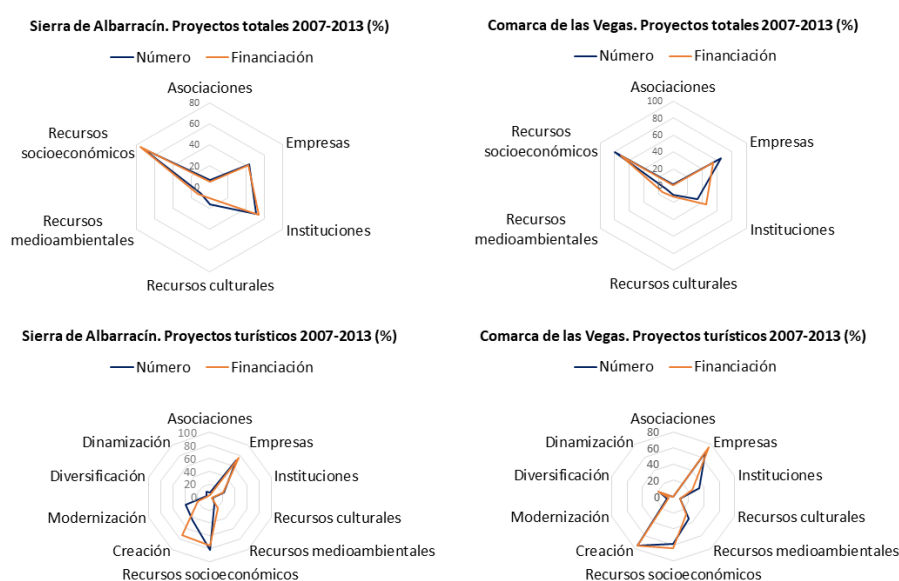 Sierra de Albarracín. Proyectos totales 2007-2013 (%)
Número Financiación
Asociaciones
80
60
40
20
0
Empresas
Instituciones
Recursos culturales
Recursos
medioambientales
Recursos
socioeconómicos
Comarca de las Vegas. Proyectos totales 2007-2013 (%)
Número Financiación
Asociaciones
100
80
60
40
20
0
Empresas
Instituciones
Recursos culturales
Recursos
medioambientales
Recursos
socioeconómicos
Sierra de Albarracín. Proyectos turísticos 2007-2013 (%)
Número Financiación
Asociaciones
100
80
60
40
20
0
Empresas
Instituciones
Recursos culturales
Recursos medioambientales
Recursos socioeconómicos
Creación
Modernización
Diversificación
Dinamización
Comarca de las Vegas. Proyectos turísticos 2007-2013 (%)
Número Financiación
Asociaciones
80
60
40
20
0
Empresas
Instituciones
Recursos culturales
Recursos medioambientales
Recursos socioeconómicos
Creación
Modernización
Diversificación
Dinamización